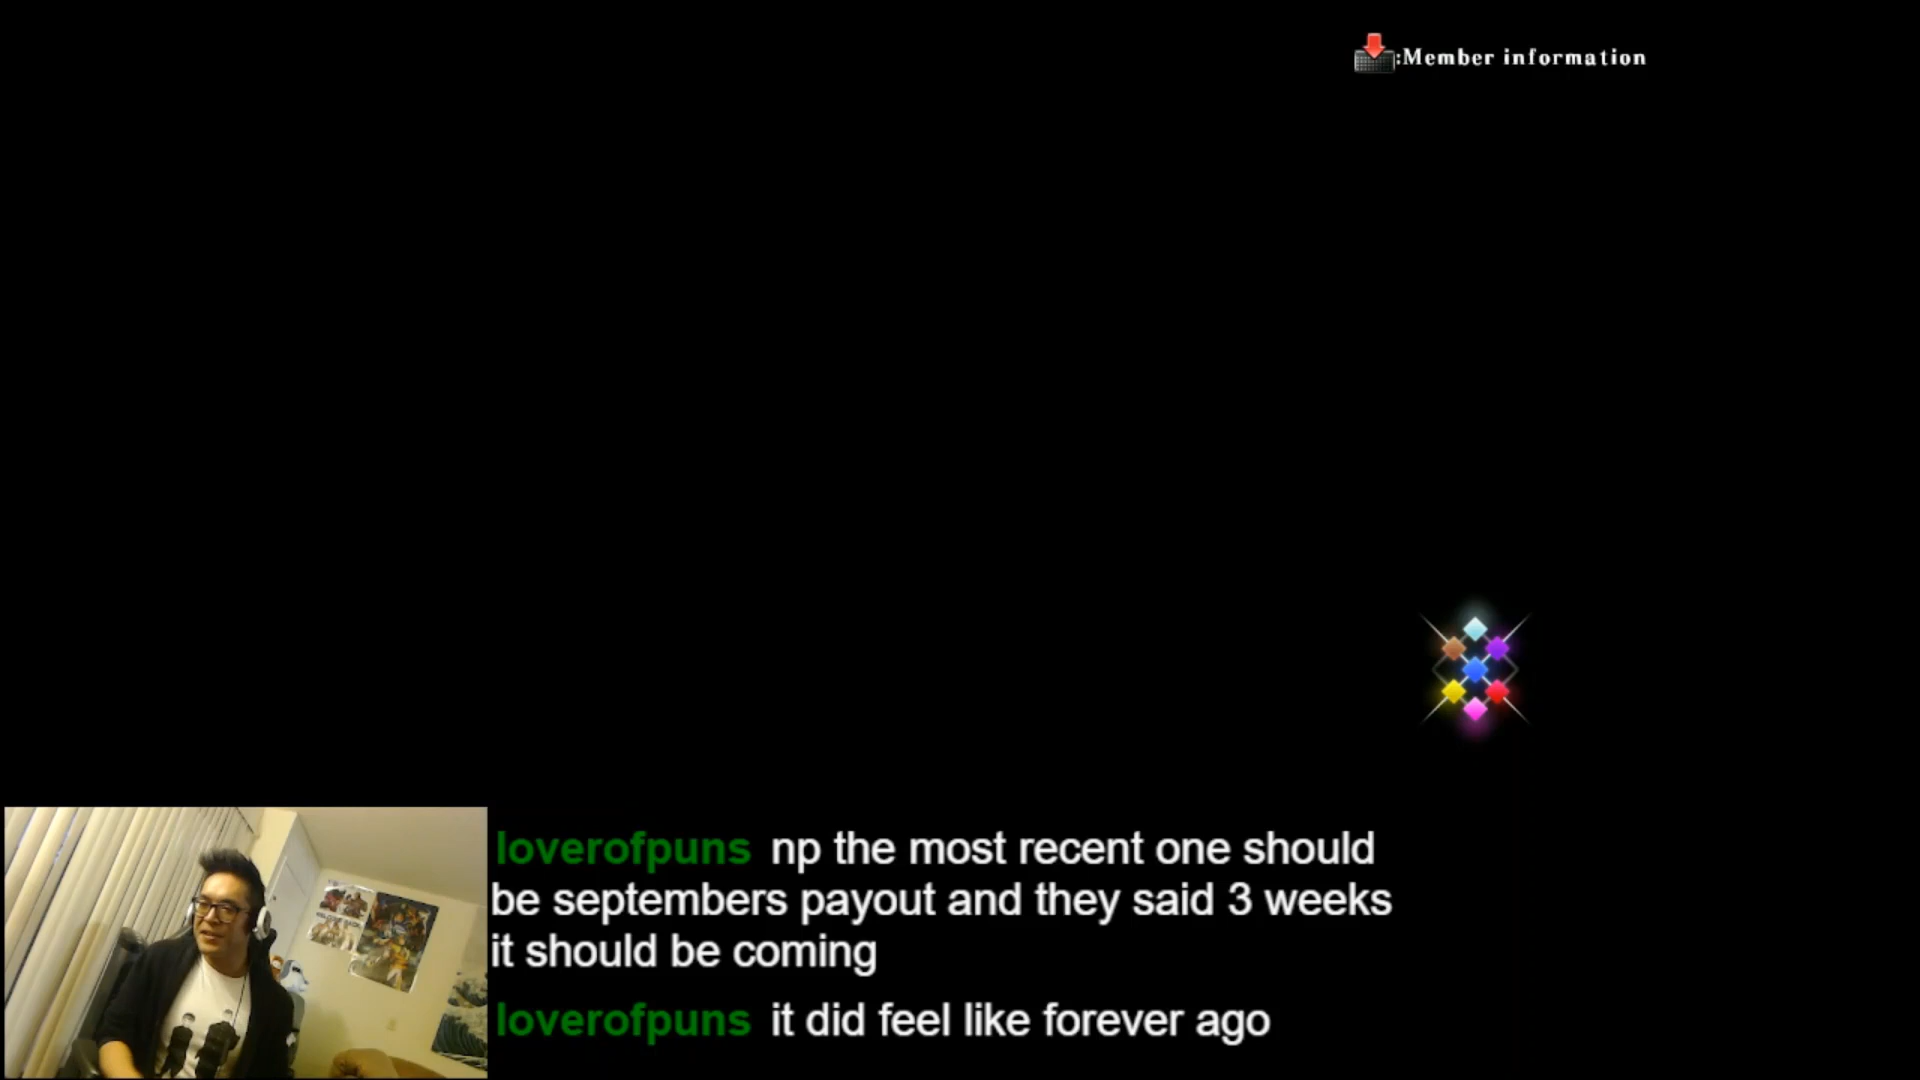 :Member information
loverofpuns np the most recent one should
be septembers payout and they said 3 weeks
it should be coming
loverofpuns it did feel like forever ago